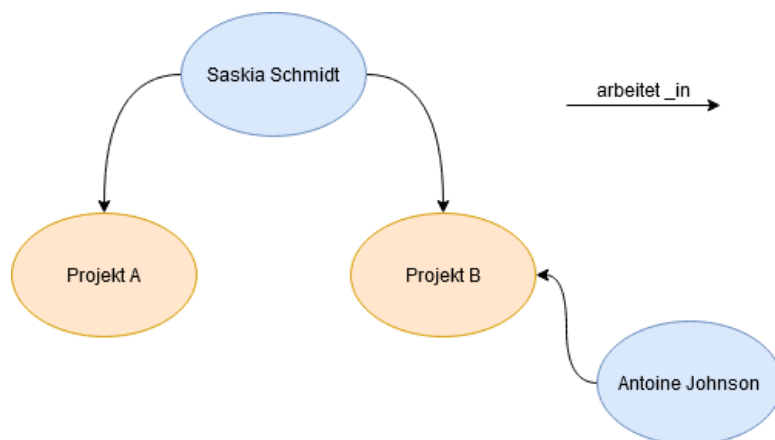 Saskia Schmidt
arbeitet _in
Projekt A
Projekt B
Antoine Johnson